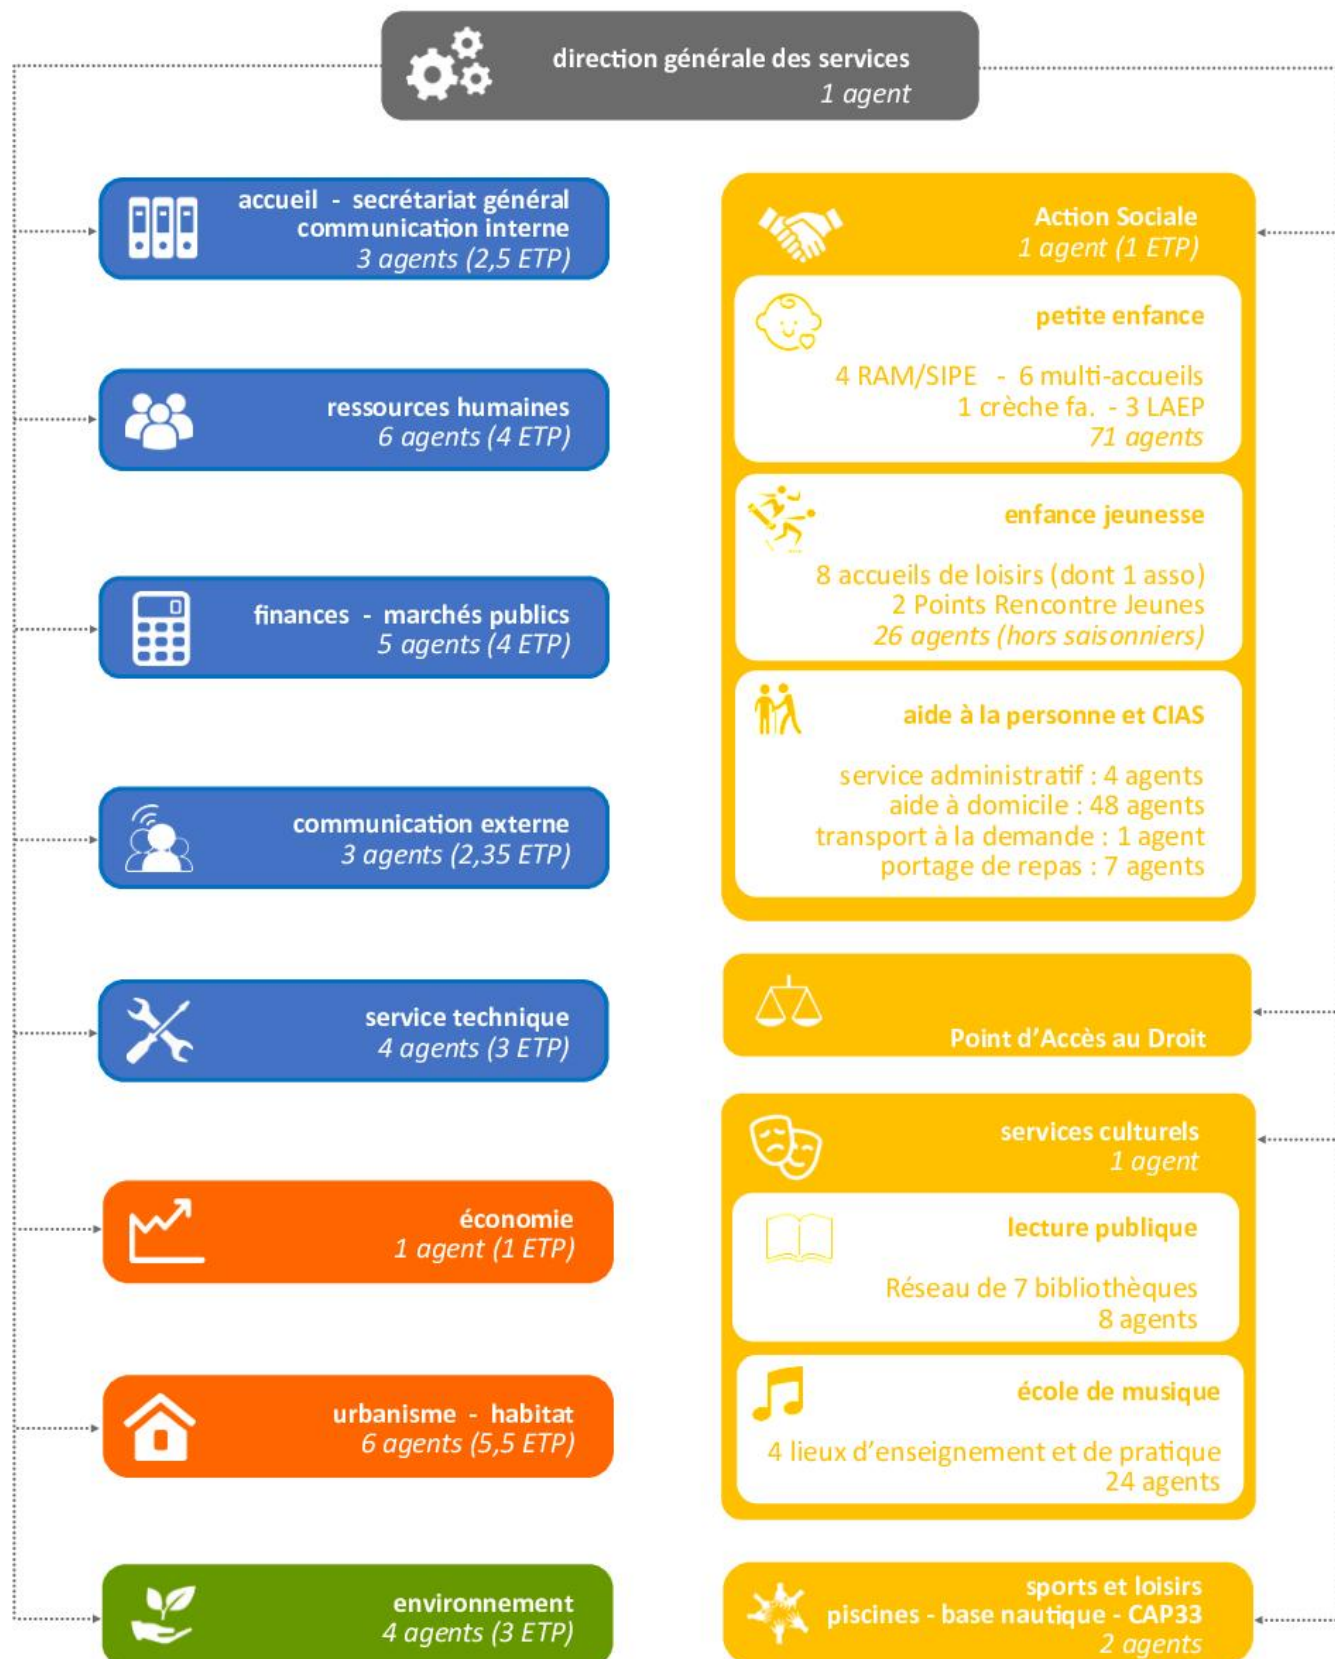 direction générale des services
1 agent
accueil - secrétariat général
communication interne
3 agents (2,5 ETP)
ressources humaines
6 agents (4 ETP)
finances - marchés publics
5 agents (4 ETP)
communication externe
3 agents (2,35 ETP)
service technique
4 agents (3 ETP)
économie
1 agent (1 ETP)
urbanisme - habitat
6 agents (5,5 ETP)
environnement
4 agents (3 ETP)
Action Sociale
1 agent (1 ETP)
petite enfance
4 RAM/SIPE - 6 multi-accueils
1 crèche fa. - 3 LAEP
71 agents
enfance jeunesse
8 accueils de loisirs (dont 1 asso)
2 Points Rencontre Jeunes
26 agents (hors saisonniers)
aide à la personne et CIAS
service administratif : 4 agents
aide à domicile : 48 agents
transport à la demande : 1 agent
portage de repas : 7 agents
Point d'Accès au Droit
services culturels
1 agent
lecture publique
Réseau de 7 bibliothèques
8 agents
école de musique
4 lieux d'enseignement et de pratique
24 agents
sports et loisirs
piscines - base nautique - CAP33
2 agents